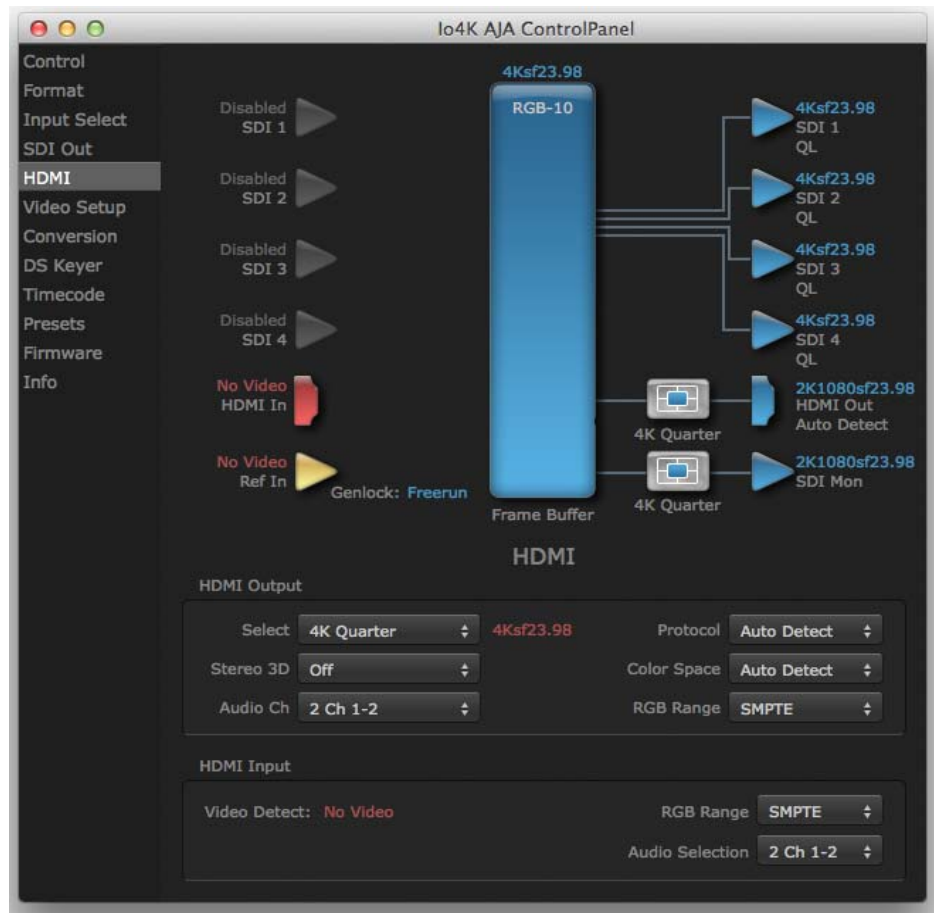 Io4K AJA ControlPanel
Control
Format
Input Select
SDI Out
HDMI
Video Setup
Conversion
DS Keyer
Timecode
Presets
Firmware
Info
4Ksf23.98
RGB-10
Disabled
SDI 1
Disabled
SDI 2
Disabled
SDI 3
Disabled
SDI 4
No Video
HDMI In
No Video
Ref In
Genlock: Freerun
Frame Buffer
4Ksf23.98
SDI 1
QL
4Ksf23.98
SDI 2
QL
4Ksf23.98
SDI 3
QL
4Ksf23.98
SDI 4
QL
4K Quarter
2K1080sf23.98
HDMI Out
Auto Detect
4K Quarter
2K1080sf23.98
SDI Mon
HDMI
HDMI Output
Select 4K Quarter 4Ksf23.98 Protocol Auto Detect
Stereo 3D Off Color Space Auto Detect
Audio Ch 2 Ch 1-2 RGB Range SMPTE
HDMI Input
Video Detect: No Video RGB Range SMPTE
Audio Selection 2 Ch 1-2